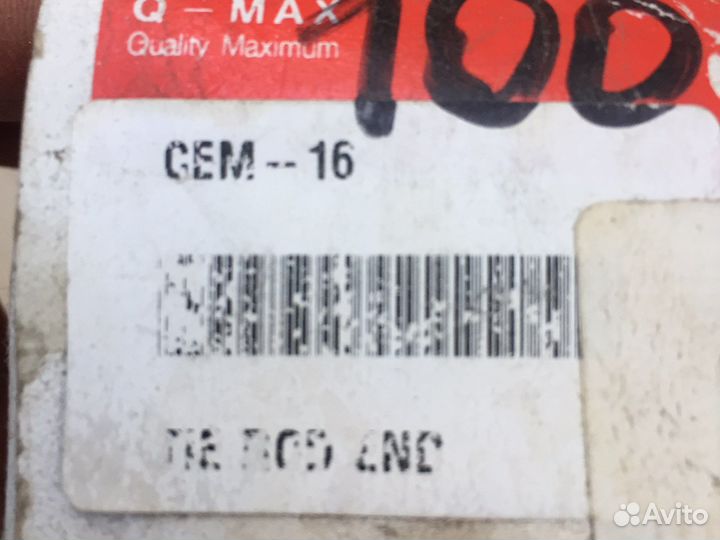 Q – MAX
Quality Maximum
100
CEM -- 16
TIE ROD END
Avito